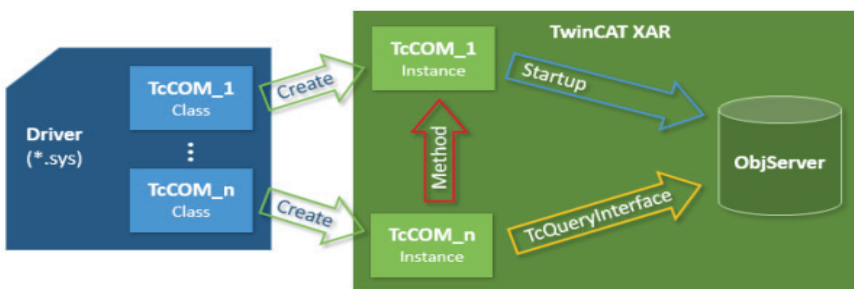 TwinCAT XAR
TcCOM_1
Class
Create
TcCOM_1
Instance
Startup
Driver
(*.sys)
...
Method
ObjServer
TcCOM_n
Class
Create
TcCOM_n
Instance
TcQueryInterface